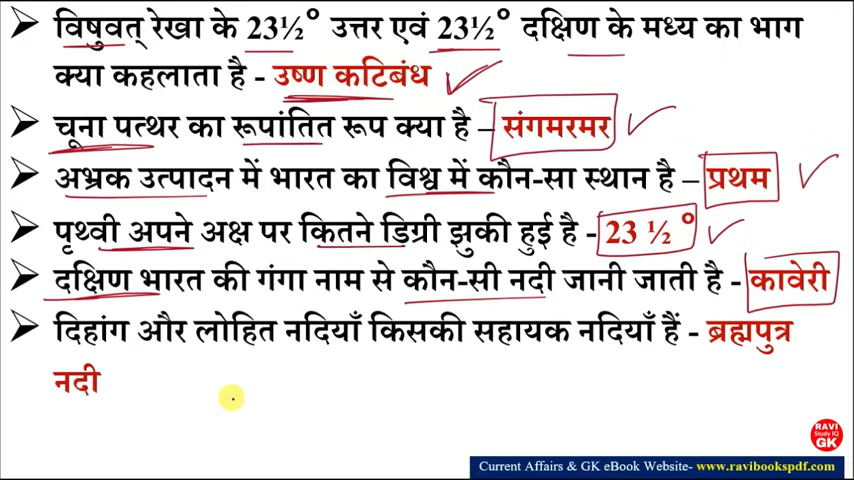 ➤ विषुवत् रेखा के 23½° उत्तर एवं 23½° दक्षिण के मध्य का भाग
क्या कहलाता है - उष्ण कटिबंध
➤ चूना पत्थर का रूपांतित रूप क्या है – संगमरमर
➤ अभ्रक उत्पादन में भारत का विश्व में कौन-सा स्थान है – प्रथम
➤ पृथ्वी अपने अक्ष पर कितने डिग्री झुकी हुई है - 23 ½ °
➤ दक्षिण भारत की गंगा नाम से कौन-सी नदी जानी जाती है - कावेरी
➤ दिहांग और लोहित नदियाँ किसकी सहायक नदियाँ हैं - ब्रह्मपुत्र
नदी
RAVI
Study IQ
GK
Current Affairs & GK eBook Website- www.ravibookspdf.com